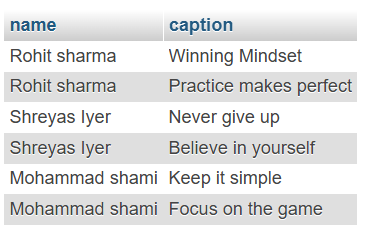 name caption
Rohit sharma Winning Mindset
Rohit sharma Practice makes perfect
Shreyas Iyer Never give up
Shreyas Iyer Believe in yourself
Mohammad shami Keep it simple
Mohammad shami Focus on the game